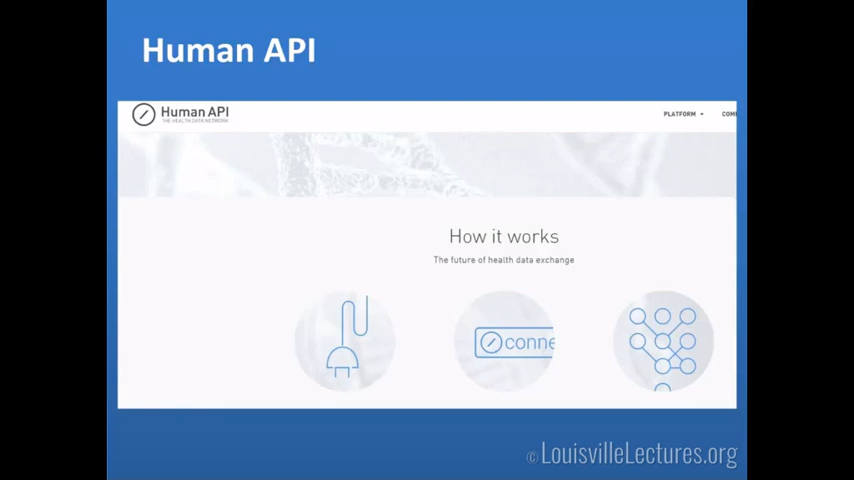 Human API
Human API
THE HEALTH DATA NETWORK
PLATFORM
COM
How it works
The future of health data exchange
conne
© LouisvilleLectures.org